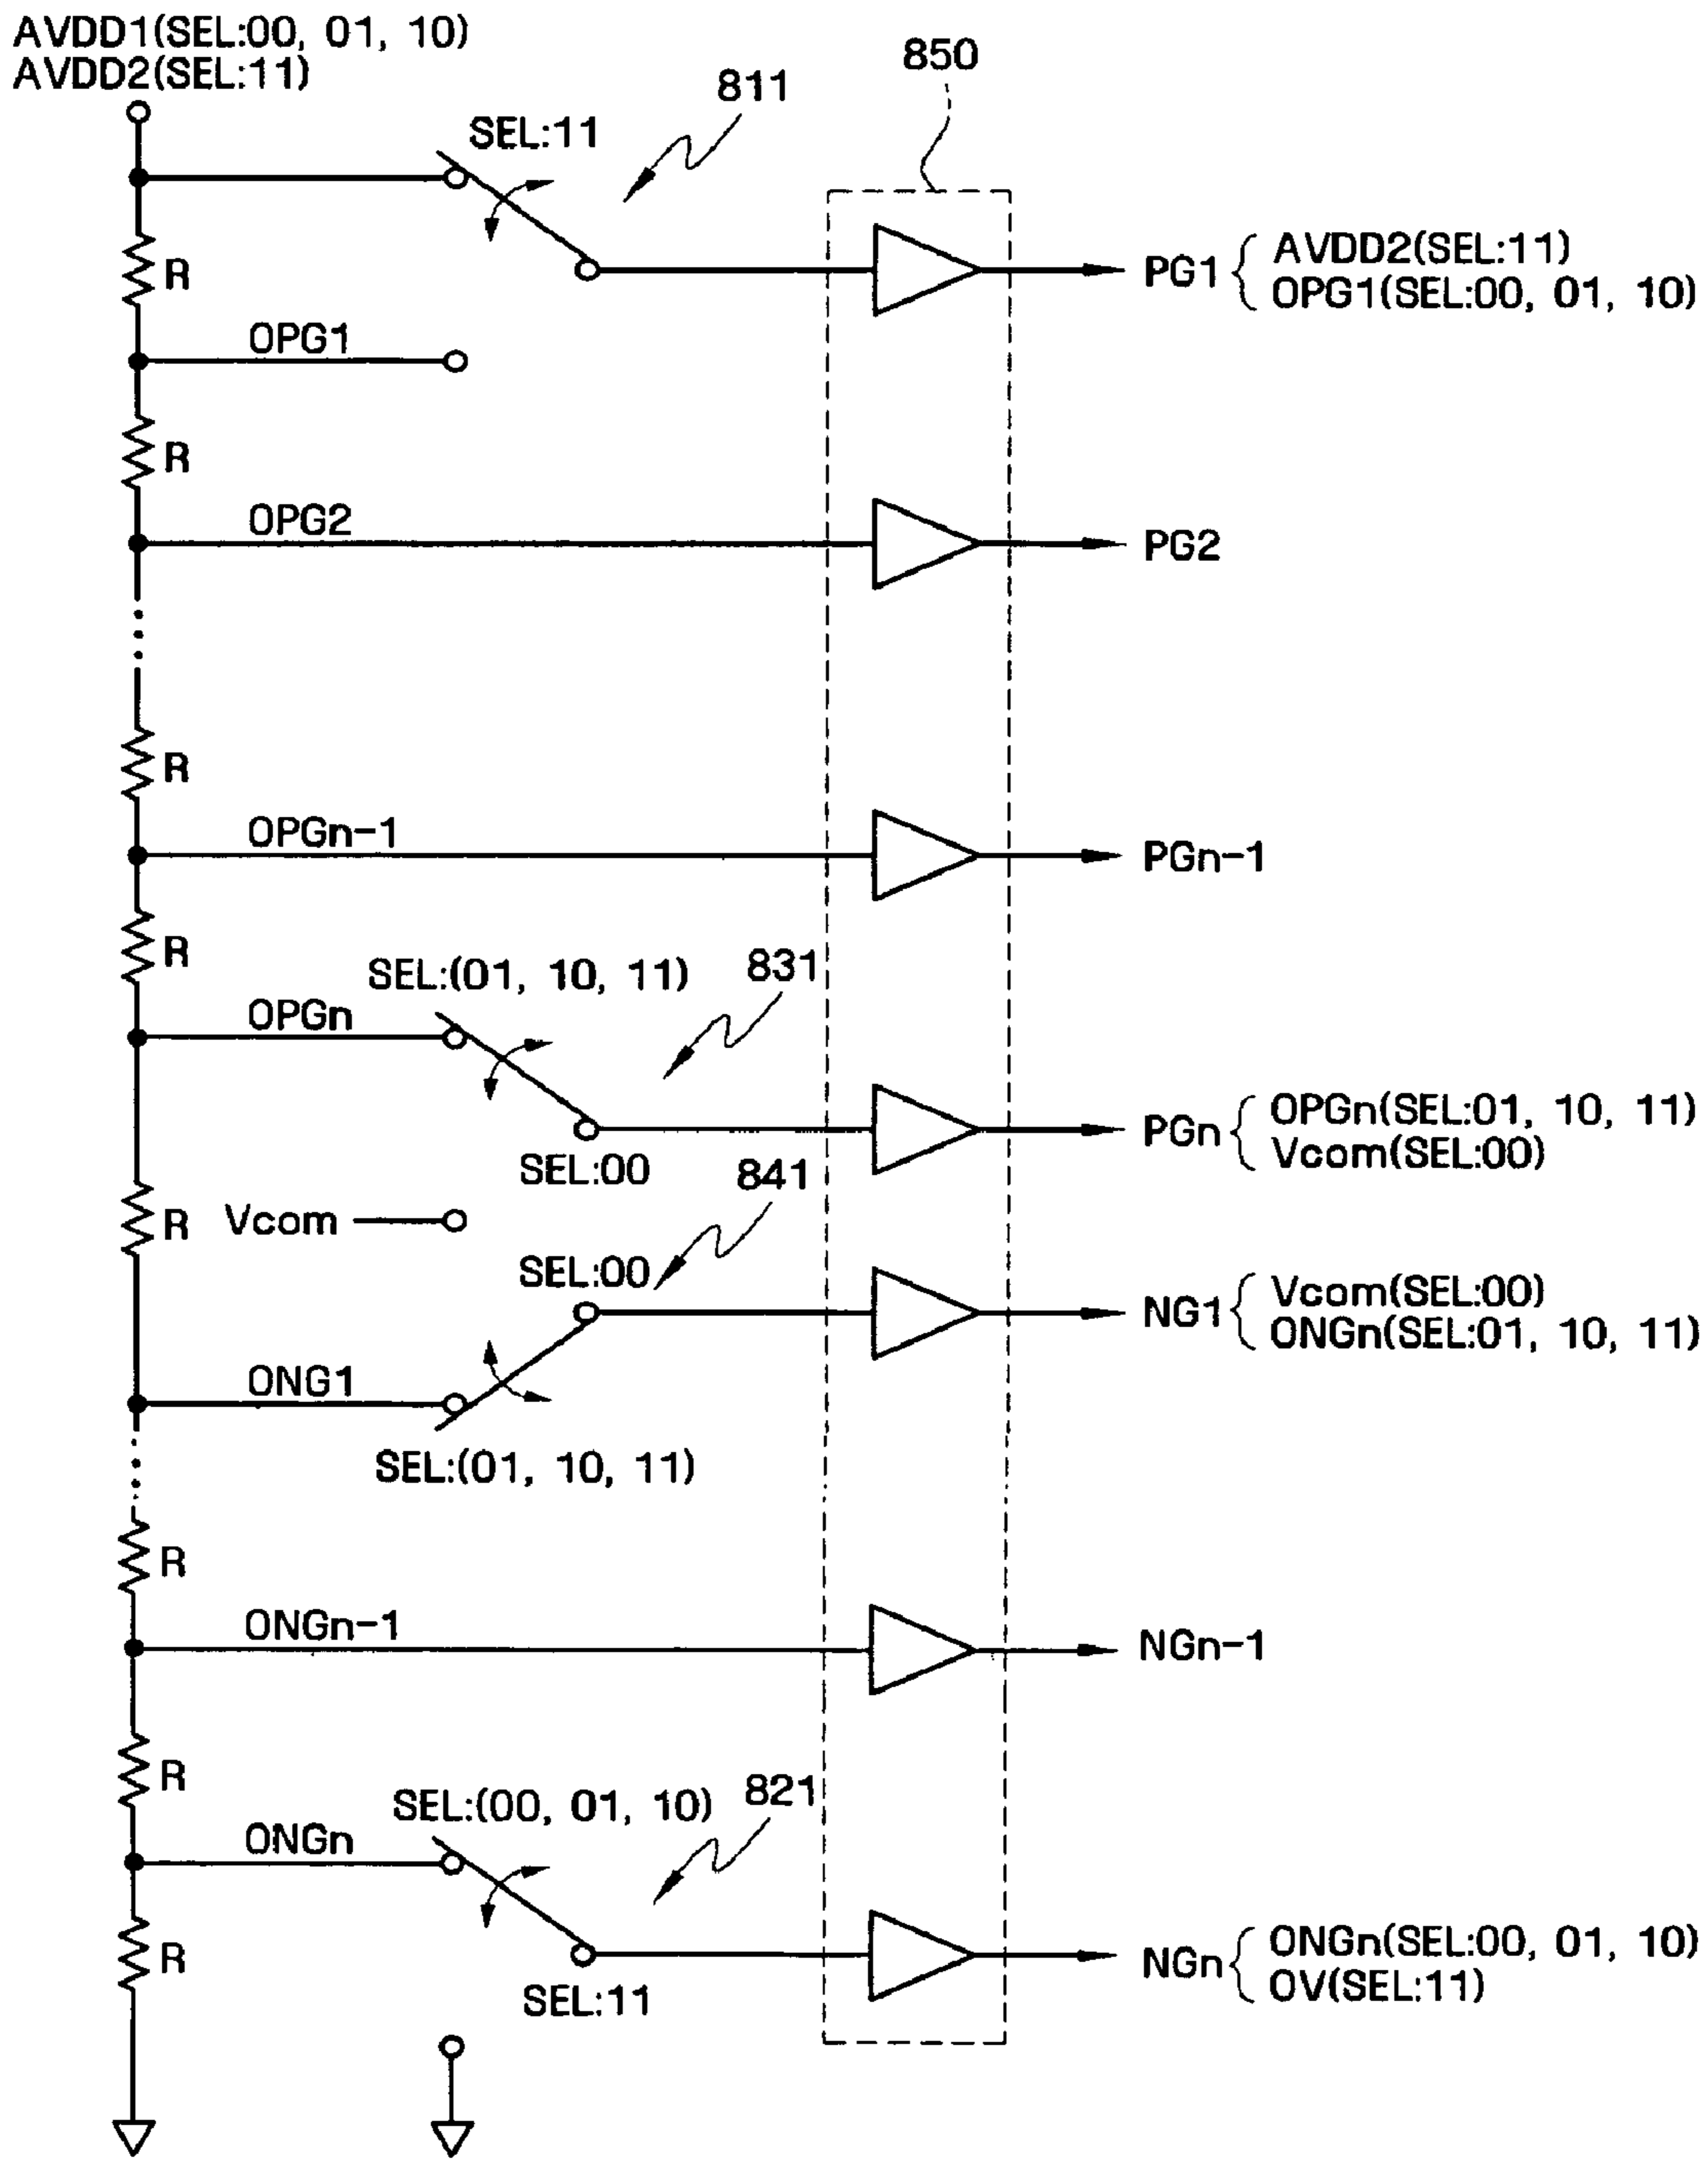 AVDD1(SEL:00, 01, 10)
AVDD2(SEL:11)
850
811
SEL:11
R
PG1
AVDD2(SEL:11)
OPG1(SEL:00, 01, 10)
OPG1
R
OPG2
PG2
R
OPGn-1
PGn-1
R
SEL:(01, 10, 11)
831
OPGn
PGn
OPGn(SEL:01, 10, 11)
Vcom(SEL:00)
SEL:00
841
R
Vcom
SEL:00
NG1
Vcom(SEL:00)
ONGn(SEL:01, 10, 11)
ONG1
SEL:(01, 10, 11)
R
ONGn-1
NGn-1
R
SEL:(00, 01, 10)
821
ONGn
R
NGn
ONGn(SEL:00, 01, 10)
0V(SEL:11)
SEL:11